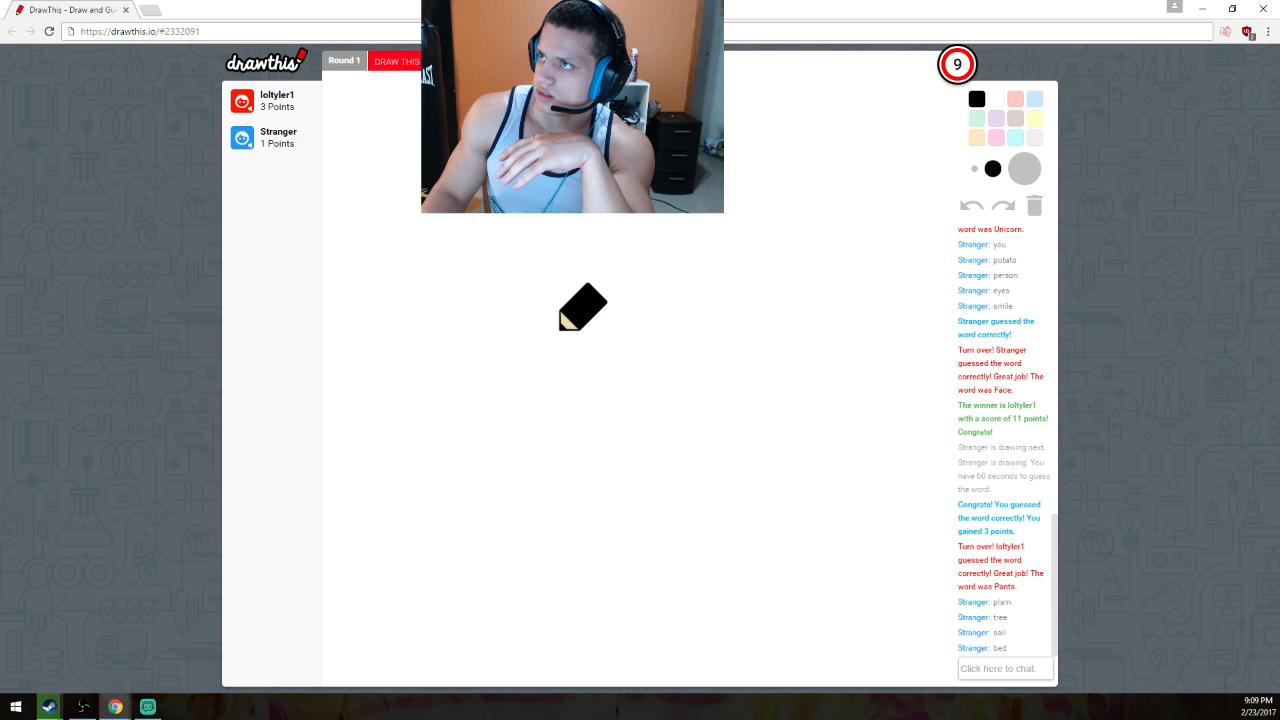 DrawThis - Draw and Gu
https://drawthis.io/#2332091
drawthis!
Round 1
DRAW THIS
9
loltyler1
3 Points
Stranger
1 Points
word was Unicorn.
Stranger: you
Stranger: potato
Stranger: person
Stranger: eyes
Stranger: smile
Stranger guessed the
word correctly!
Turn over! Stranger
guessed the word
correctly! Great job! The
word was Face.
The winner is loltyler1
with a score of 11 points!
Congrats!
Stranger is drawing next.
Stranger is drawing. You
have 60 seconds to guess
the word.
Congrats! You guessed
the word correctly! You
gained 3 points.
Turn over! loltyler1
guessed the word
correctly! Great job! The
word was Pants.
Stranger: plam
Stranger: tree
Stranger: sail
Stranger: bed
Click here to chat.
9:09 PM
2/23/2017